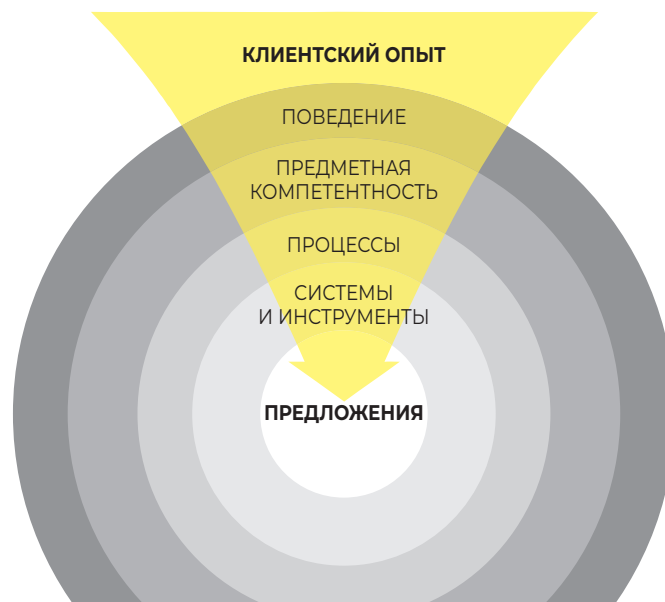 КЛИЕНТСКИЙ ОПЫТ
ПОВЕДЕНИЕ
ПРЕДМЕТНАЯ
КОМПЕТЕНТНОСТЬ
ПРОЦЕССЫ
СИСТЕМЫ
И ИНСТРУМЕНТЫ
ПРЕДЛОЖЕНИЯ